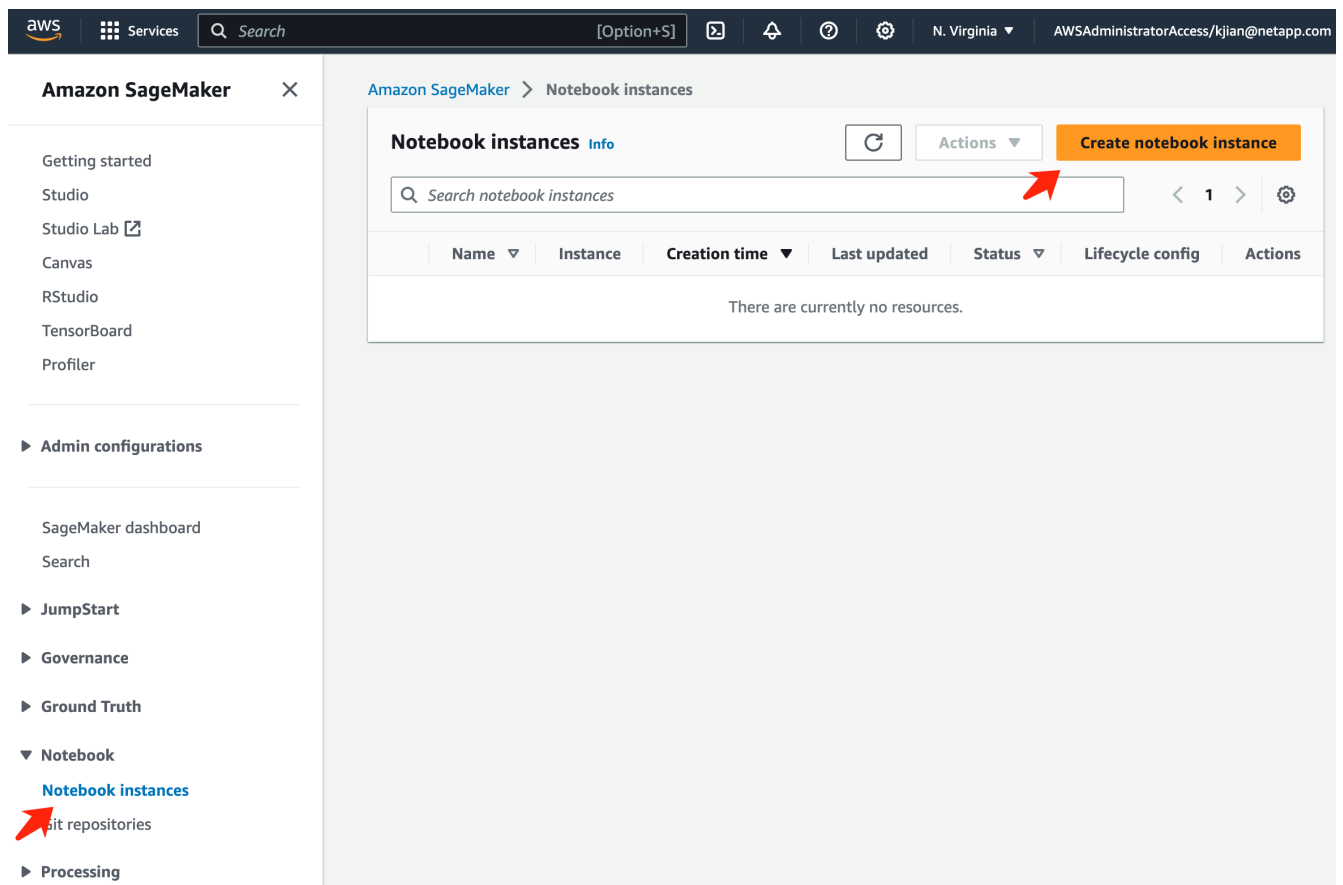 aws Services Search [Option+S] N. Virginia AWSAdministratorAccess/kjian@netapp.com
Amazon SageMaker
Getting started
Studio
Studio Lab
Canvas
RStudio
TensorBoard
Profiler
Admin configurations
SageMaker dashboard
Search
JumpStart
Governance
Ground Truth
Notebook
Notebook instances
Git repositories
Processing
Amazon SageMaker > Notebook instances
Notebook instances Info Actions Create notebook instance
Search notebook instances 1
Name Instance Creation time Last updated Status Lifecycle config Actions
There are currently no resources.